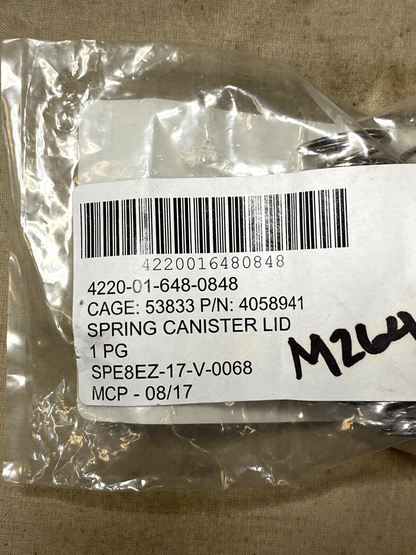 4220016480848
4220-01-648-0848
CAGE: 53833 P/N: 4058941
SPRING CANISTER LID
1 PG
SPE8EZ-17-V-0068
MCP - 08/17
M264